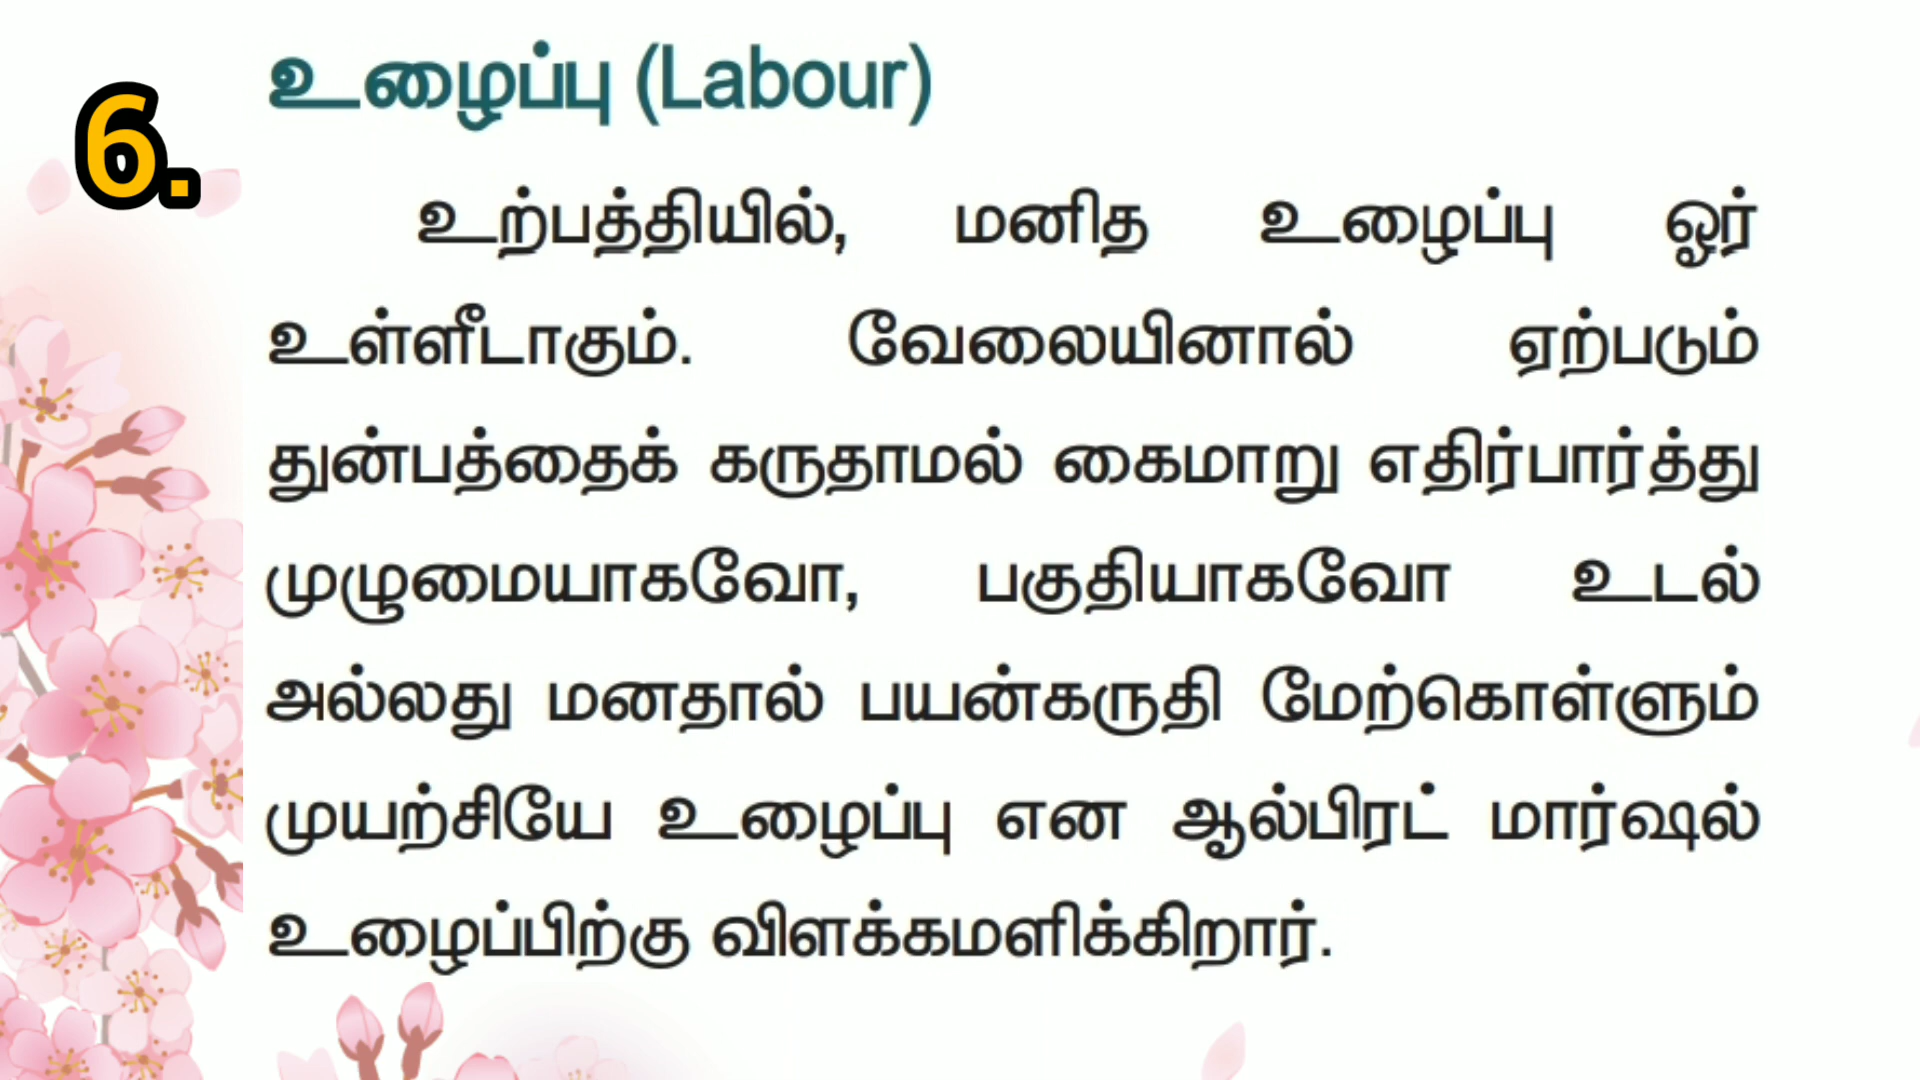 6.
உழைப்பு (Labour)
உற்பத்தியில், மனித உழைப்பு ஓர்
உள்ளீடாகும். வேலையினால் ஏற்படும்
துன்பத்தைக் கருதாமல் கைமாறு எதிர்பார்த்து
முழுமையாகவோ, பகுதியாகவோ உடல்
அல்லது மனதால் பயன்கருதி மேற்கொள்ளும்
முயற்சியே உழைப்பு என ஆல்பிரட் மார்ஷல்
உழைப்பிற்கு விளக்கமளிக்கிறார்.